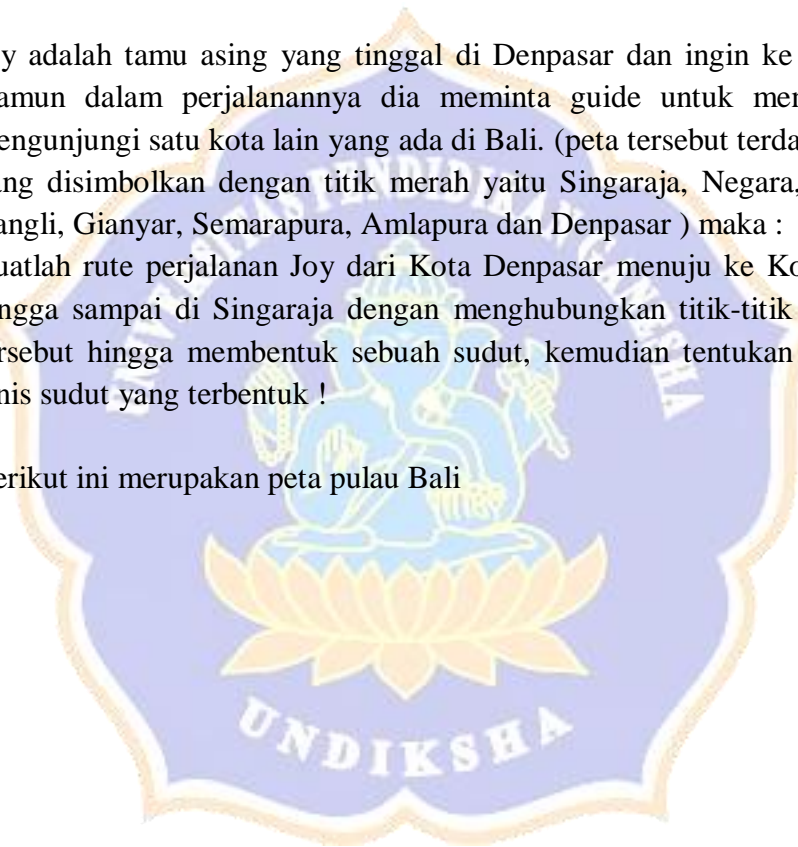 y adalah tamu asing yang tinggal di Denpasar dan ingin ke
amun dalam perjalanannya dia meminta guide untuk men
engunjungi satu kota lain yang ada di Bali. (peta tersebut terda
ang disimbolkan dengan titik merah yaitu Singaraja, Negara,
angli, Gianyar, Semarapura, Amlapura dan Denpasar ) maka :
uatlah rute perjalanan Joy dari Kota Denpasar menuju ke Ko
ngga sampai di Singaraja dengan menghubungkan titik-titik
rsebut hingga membentuk sebuah sudut, kemudian tentukan
nis sudut yang terbentuk !
erikut ini merupakan peta pulau Bali
UNIVERSITAS PENDIDIKAN GANESHA
UNDIKSHA